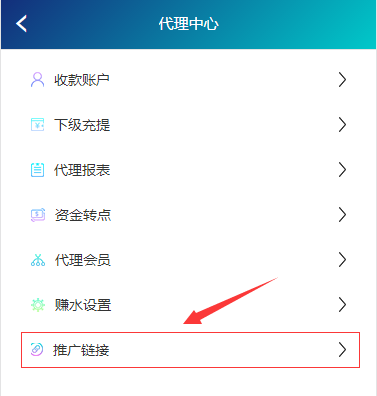 代理中心
收款账户
下级充提
代理报表
资金转点
代理会员
赚水设置
推广链接